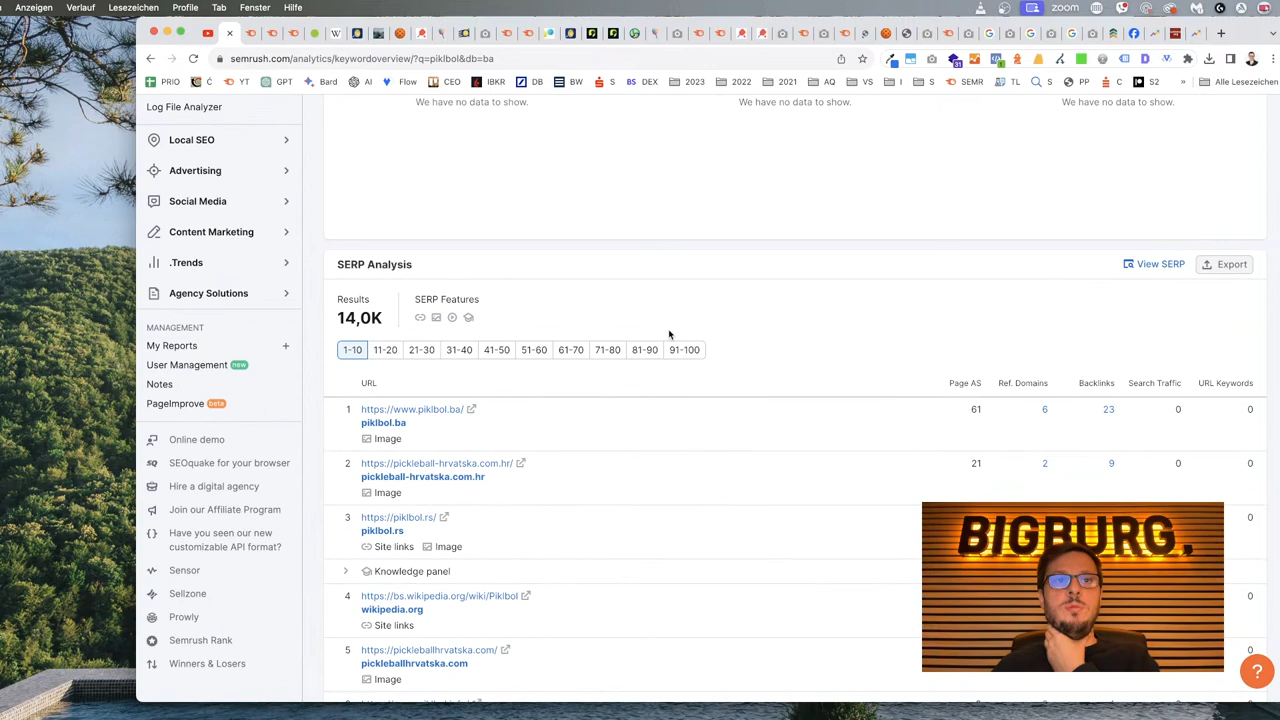 Anzeigen Verlauf Lesezeichen Profile Tab Fenster Hilfe
zoom
semrush.com/analytics/keywordoverview/?q=piklbol&db=ba
PRiO Č YT GPT Bard AI Flow CEO IBKR DB BW S BS DEX 2023 2022 2021 AQ VS I S SEMR TL S PP C S2 » Alle Lesezeichen
Log File Analyzer
We have no data to show. We have no data to show. We have no data to show.
Local SEO
Advertising
Social Media
Content Marketing
.Trends
Agency Solutions
MANAGEMENT
My Reports +
User Management new
Notes
PageImprove beta
Online demo
SEOquake for your browser
Hire a digital agency
Join our Affiliate Program
Have you seen our new
customizable API format?
Sensor
Sellzone
Prowly
Semrush Rank
Winners & Losers
SERP Analysis
View SERP
Export
Results SERP Features
14,0K
1-10 11-20 21-30 31-40 41-50 51-60 61-70 71-80 81-90 91-100
URL Page AS Ref. Domains Backlinks Search Traffic URL Keywords
1 https://www.piklbol.ba/ 61 6 23 0 0
piklbol.ba
Image
2 https://pickleball-hrvatska.com.hr/ 21 2 9 0 0
pickleball-hrvatska.com.hr
Image
3 https://piklbol.rs/ 0
piklbol.rs
Site links Image
Knowledge panel
4 https://bs.wikipedia.org/wiki/Piklbol 0
wikipedia.org
Site links
5 https://pickleballhrvatska.com/ 0
pickleballhrvatska.com
Image
BIGBURG.
?